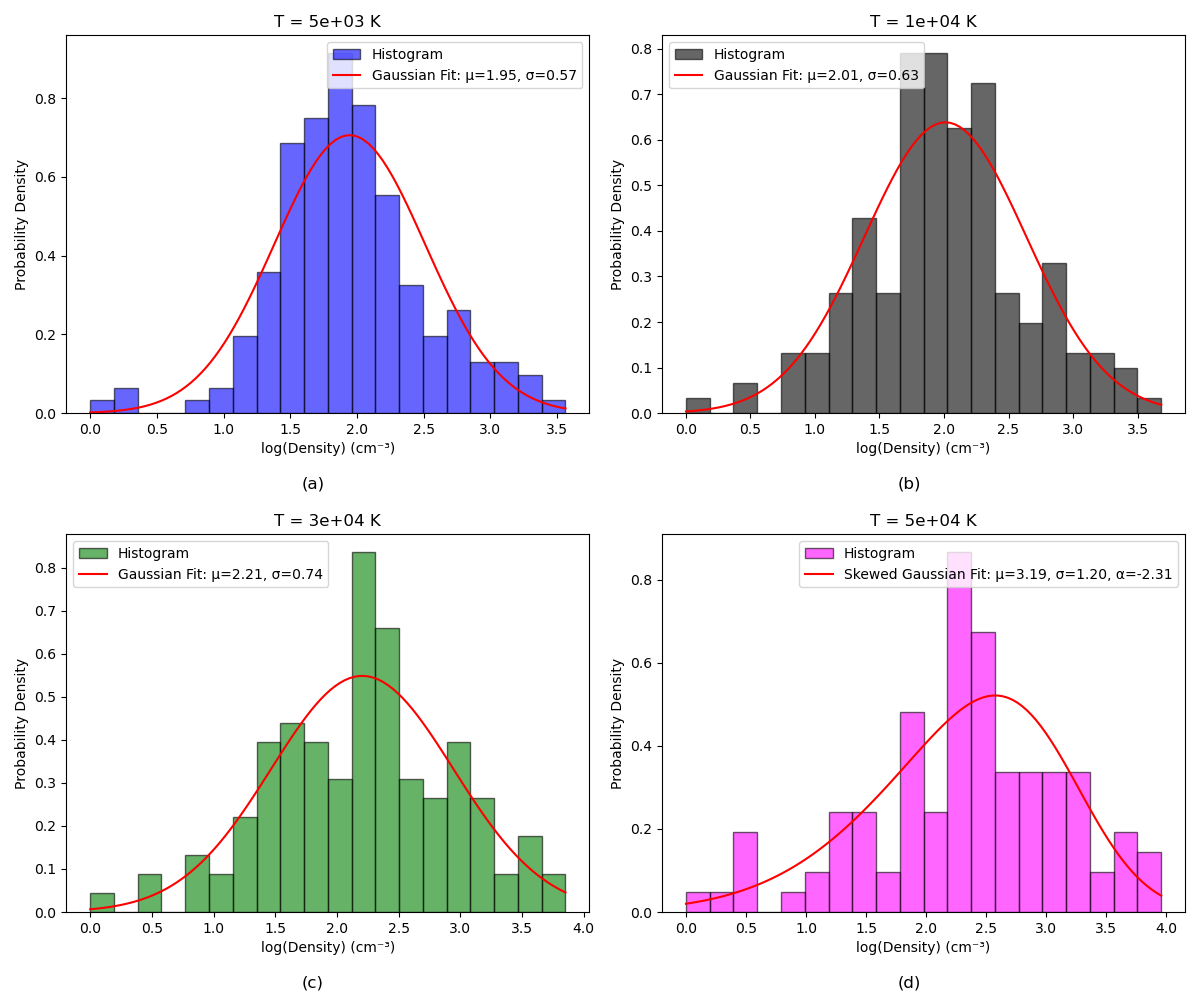 T = 5e+03 K
Histogram
Gaussian Fit: μ=1.95, σ=0.57
Probability Density
0.8
0.6
0.4
0.2
0.0
0.0 0.5 1.0 1.5 2.0 2.5 3.0 3.5
log(Density) (cm⁻³)
(a)
T = 1e+04 K
Histogram
Gaussian Fit: μ=2.01, σ=0.63
Probability Density
0.8
0.7
0.6
0.5
0.4
0.3
0.2
0.1
0.0
0.0 0.5 1.0 1.5 2.0 2.5 3.0 3.5
log(Density) (cm⁻³)
(b)
T = 3e+04 K
Histogram
Gaussian Fit: μ=2.21, σ=0.74
Probability Density
0.8
0.7
0.6
0.5
0.4
0.3
0.2
0.1
0.0
0.0 0.5 1.0 1.5 2.0 2.5 3.0 3.5 4.0
log(Density) (cm⁻³)
(c)
T = 5e+04 K
Histogram
Skewed Gaussian Fit: μ=3.19, σ=1.20, α=-2.31
Probability Density
0.8
0.6
0.4
0.2
0.0
0.0 0.5 1.0 1.5 2.0 2.5 3.0 3.5 4.0
log(Density) (cm⁻³)
(d)